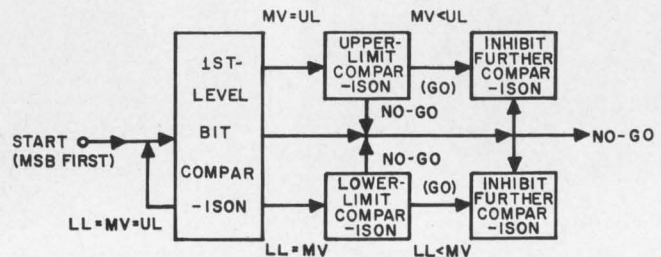 MV=UL
MV<UL
UPPER-
LIMIT
COMPAR
-ISON
INHIBIT
FURTHER
COMPAR
-ISON
1ST-
LEVEL
BIT
COMPAR
-ISON
(GO)
NO-GO
START
(MSB FIRST)
NO-GO
NO-GO
LOWER-
LIMIT
COMPAR
-ISON
(GO)
INHIBIT
FURTHER
COMPAR
-ISON
LL=MV=UL
LL=MV
LL<MV